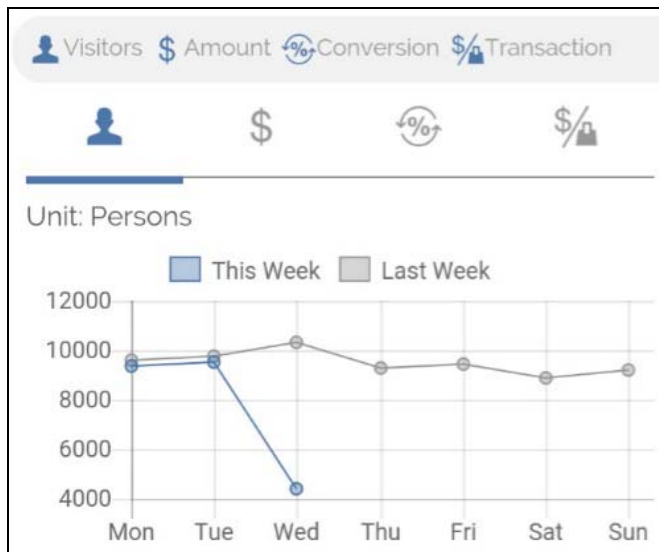 Visitors $ Amount % Conversion $/ Transaction
$ % $/
Unit: Persons
This Week Last Week
12000
10000
8000
6000
4000
Mon Tue Wed Thu Fri Sat Sun